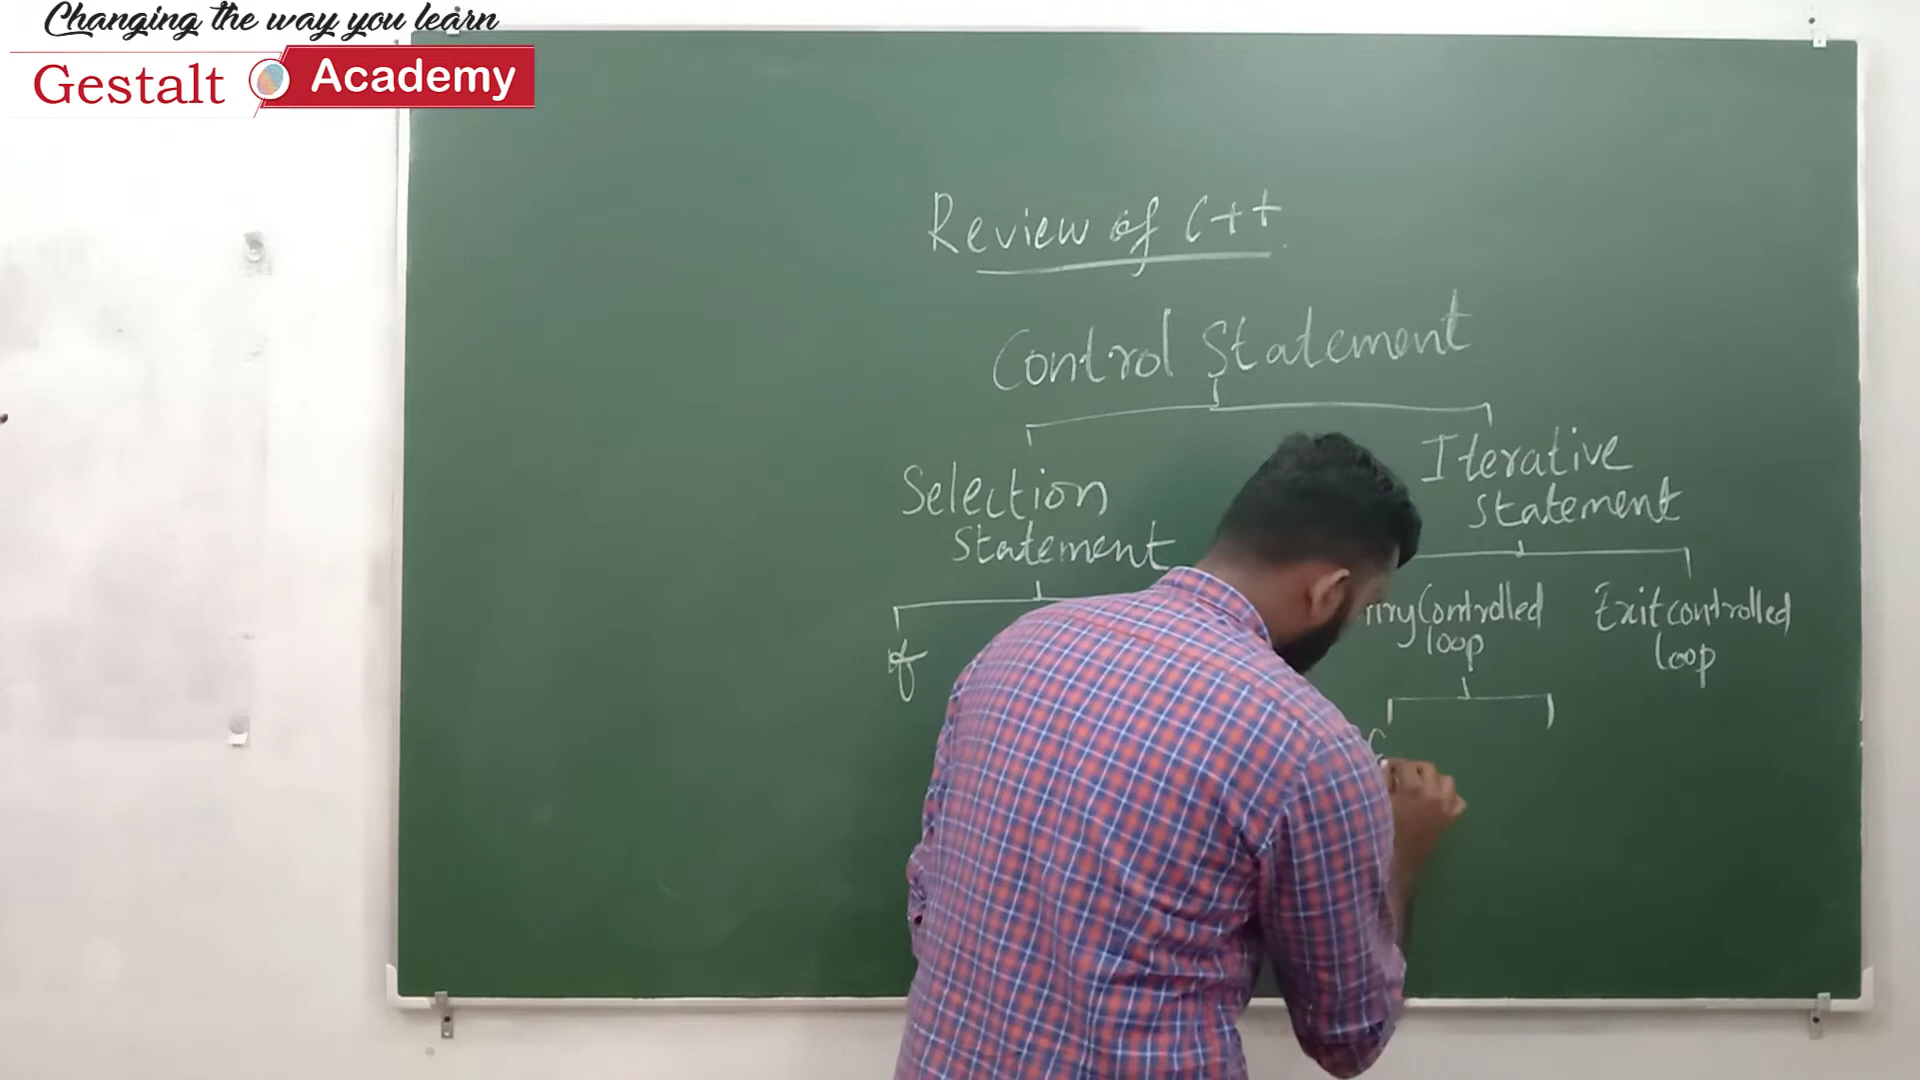 Changing the way you learn
Gestalt Academy
Review of C++
Control Statement
Selection
Statement
Iterative
Statement
if
Controlled
loop
Exit controlled
loop